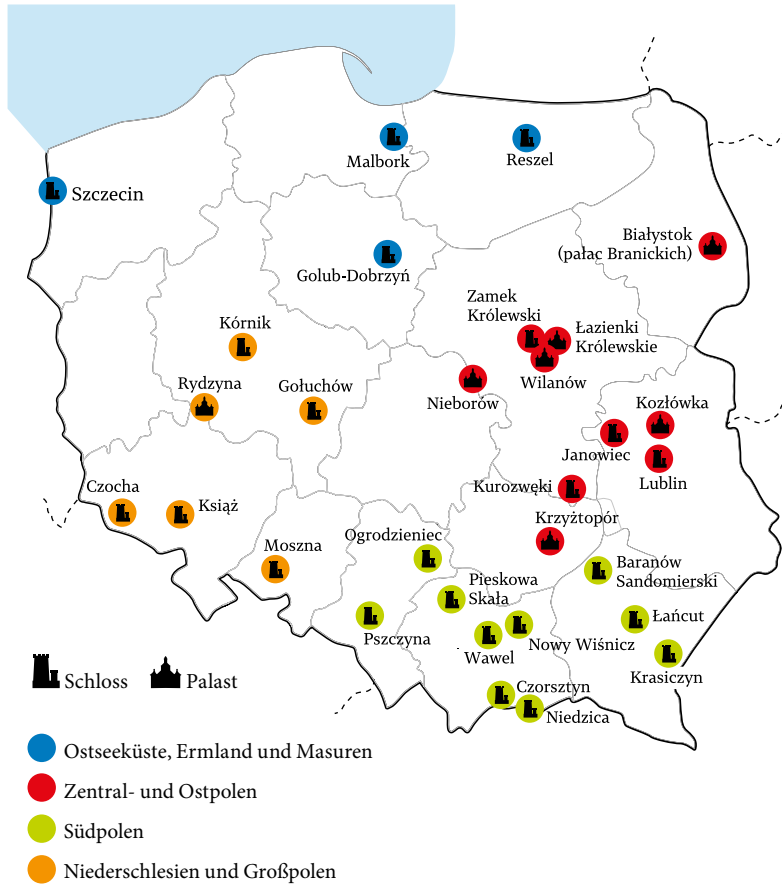 Malbork
Reszel
Szczecin
Białystok
(pałac Branickich)
Golub-Dobrzyń
Zamek
Królewski
Łazienki
Królewskie
Kórnik
Wilanów
Rydzyna
Gołuchów
Nieborów
Kozłówka
Janowiec
Lublin
Czocha
Książ
Kurozwęki
Krzyżtopór
Moszna
Ogrodzieniec
Baranów
Sandomierski
Pieskowa
Skała
Łańcut
Pszczyna
Wawel
Nowy Wiśnicz
Krasiczyn
Czorsztyn
Niedzica
Schloss
Palast
Ostseeküste, Ermland und Masuren
Zentral- und Ostpolen
Südpolen
Niederschlesien und Großpolen